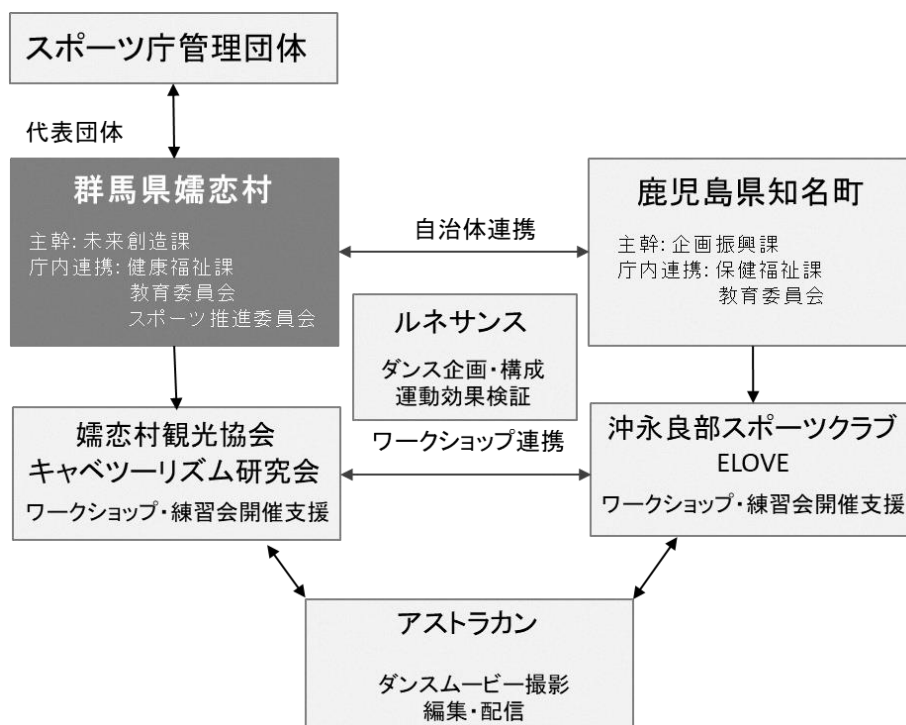 スポーツ庁管理団体
代表団体
群馬県嬬恋村
主幹: 未来創造課
庁内連携: 健康福祉課
教育委員会
スポーツ推進委員会
自治体連携
鹿児島県知名町
主幹: 企画振興課
庁内連携: 保健福祉課
教育委員会
ルネサンス
ダンス企画・構成
運動効果検証
嬬恋村観光協会
キャベツーリズム研究会
ワークショップ・練習会開催支援
ワークショップ連携
沖永良部スポーツクラブ
ELOVE
ワークショップ・練習会開催支援
アストラカン
ダンスムービー撮影
編集・配信